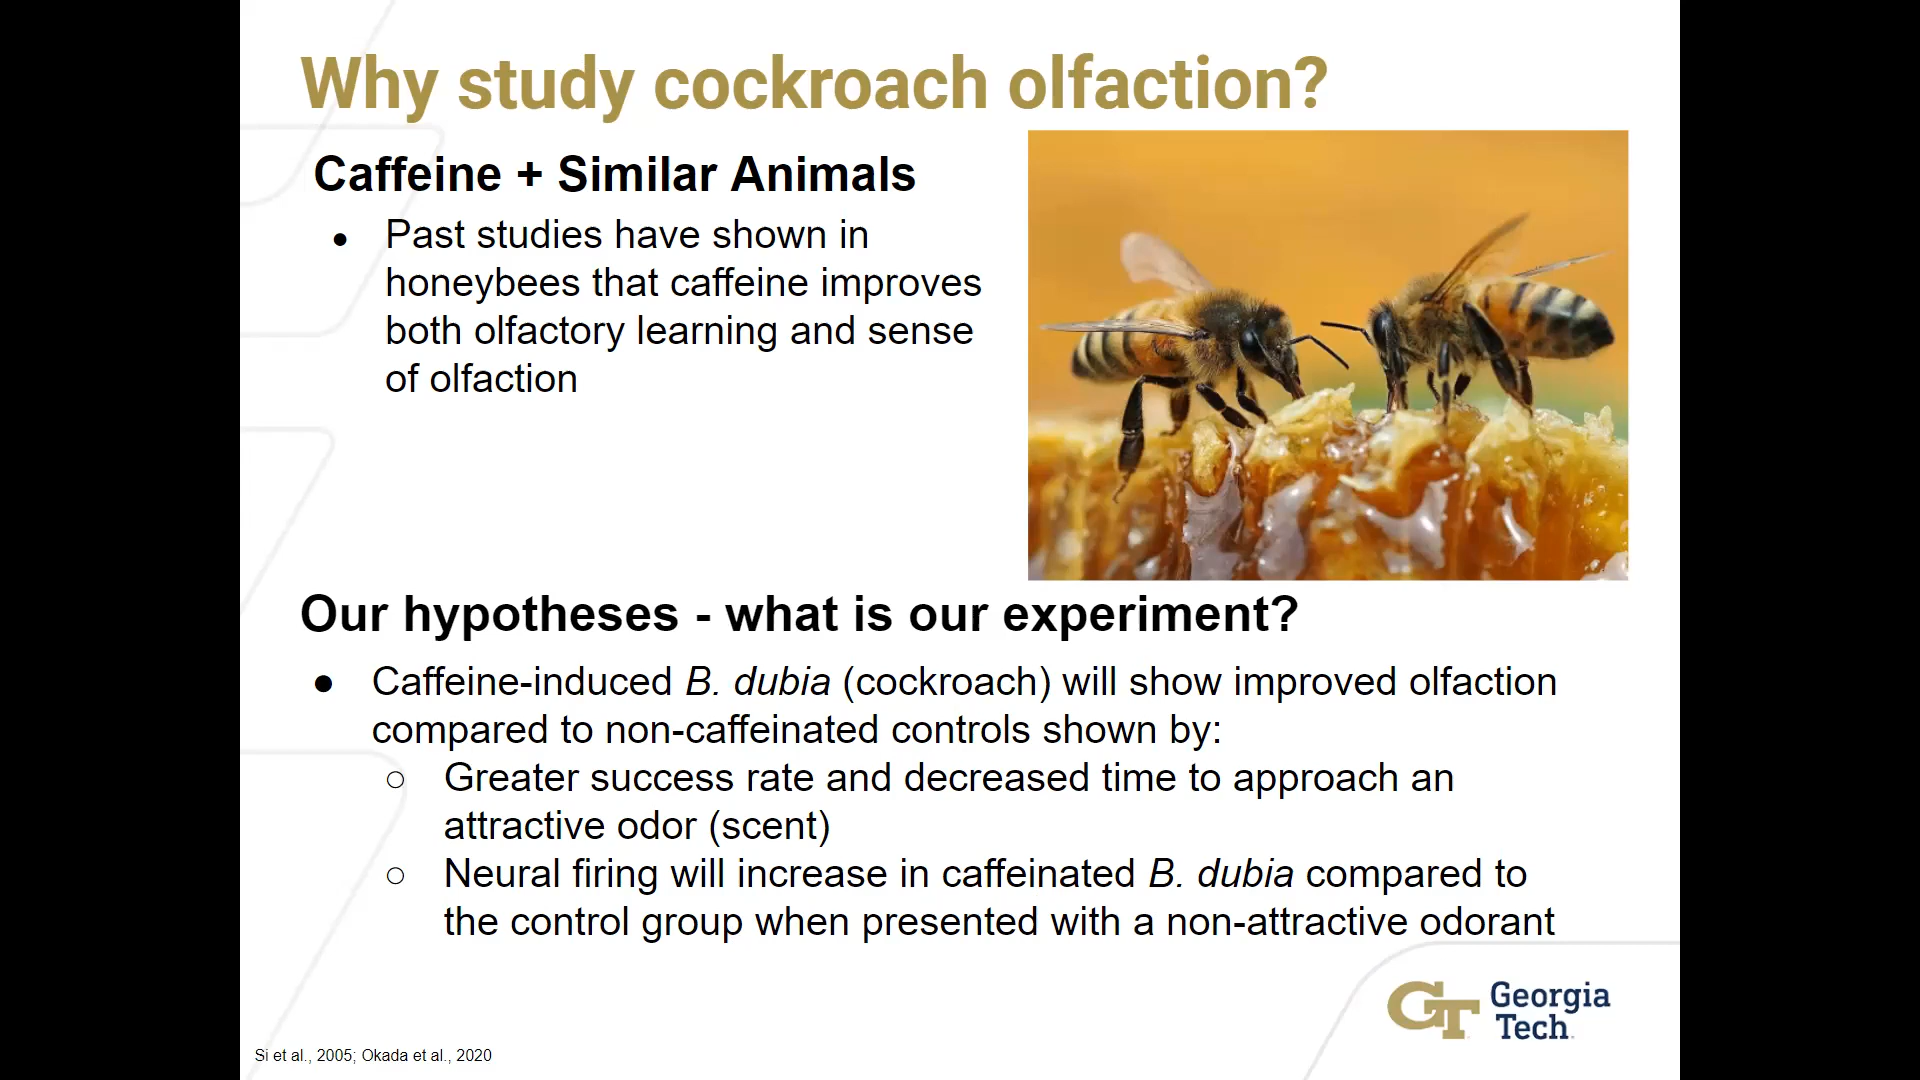 Why study cockroach olfaction?
Caffeine + Similar Animals
● Past studies have shown in
honeybees that caffeine improves
both olfactory learning and sense
of olfaction
Our hypotheses - what is our experiment?
● Caffeine-induced B. dubia (cockroach) will show improved olfaction
compared to non-caffeinated controls shown by:
○ Greater success rate and decreased time to approach an
attractive odor (scent)
○ Neural firing will increase in caffeinated B. dubia compared to
the control group when presented with a non-attractive odorant
GT Georgia
Tech
Si et al., 2005; Okada et al., 2020